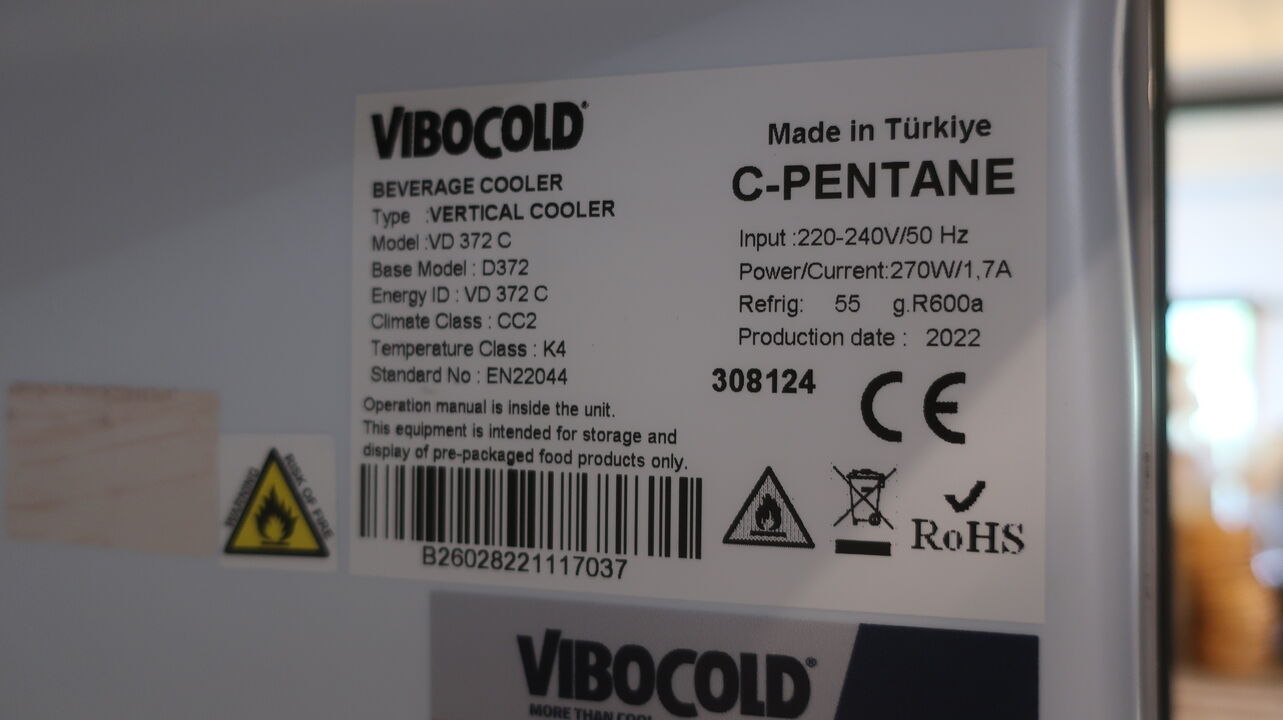 VIBOCOLD®
BEVERAGE COOLER
Type :VERTICAL COOLER
Model :VD 372 C
Base Model : D372
Energy ID : VD 372 C
Climate Class : CC2
Temperature Class : K4
Standard No : EN22044
Operation manual is inside the unit.
This equipment is intended for storage and
display of pre-packaged food products only.
B26028221117037
Made in Türkiye
C-PENTANE
Input :220-240V/50 Hz
Power/Current:270W/1,7A
Refrig: 55 g.R600a
Production date : 2022
308124
CE
RoHS
WARNING
RISK OF FIRE
VIBOCOLD®
MORE THAN COOL